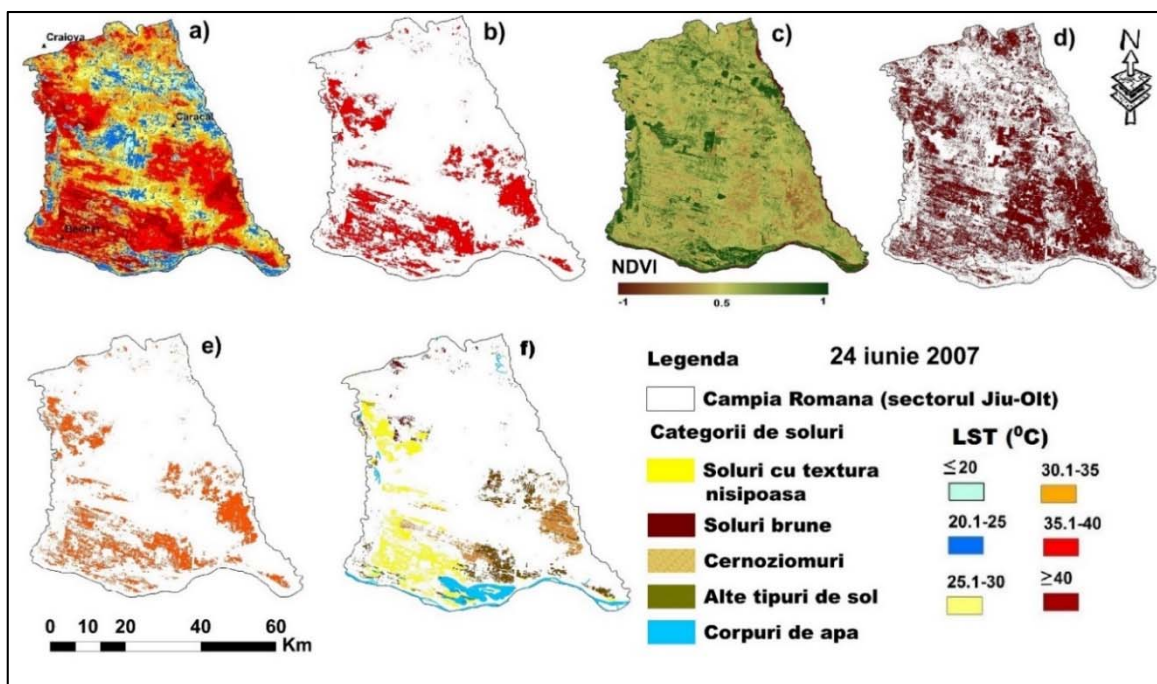 a)
Craiova
Caracal
b)
c)
NDVI
-1 0.5 1
d)
N
e)
0 10 20 40 60
Km
f)
Legenda 24 iunie 2007
Campia Romana (sectorul Jiu-Olt)
Categorii de soluri
Soluri cu textura
nisipoasa
Soluri brune
Cernoziomuri
Alte tipuri de sol
Corpuri de apa
LST (⁰C)
≤20 30.1-35
20.1-25 35.1-40
25.1-30 ≥40